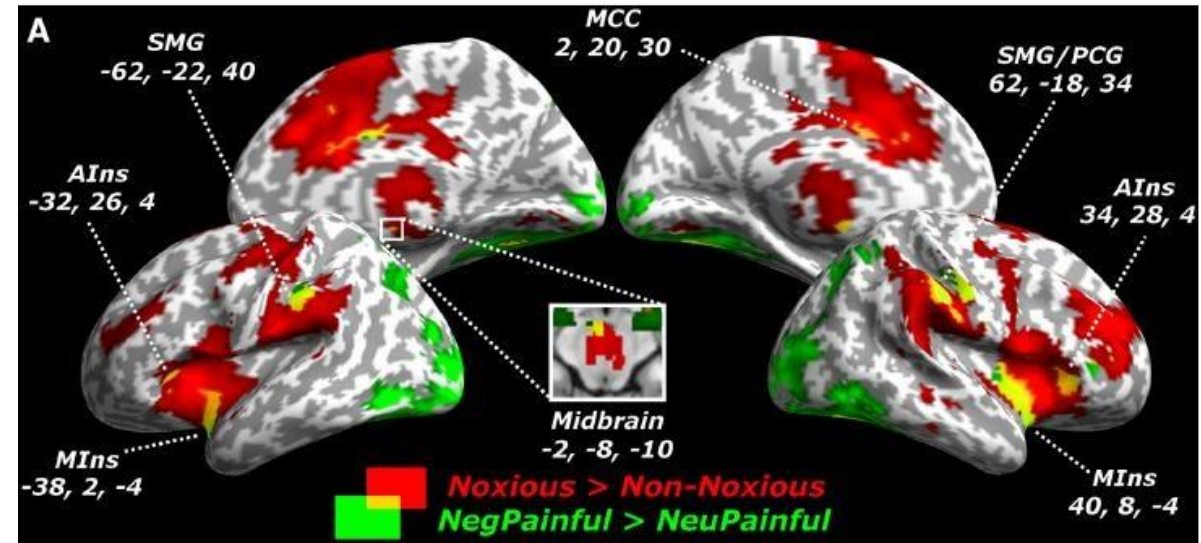 A
SMG
-62, -22, 40
MCC
2, 20, 30
SMG/PCG
62, -18, 34
AIns
-32, 26, 4
AIns
34, 28, 4
Midbrain
-2, -8, -10
MIns
-38, 2, -4
MIns
40, 8, -4
Noxious > Non-Noxious
NegPainful > NeuPainful